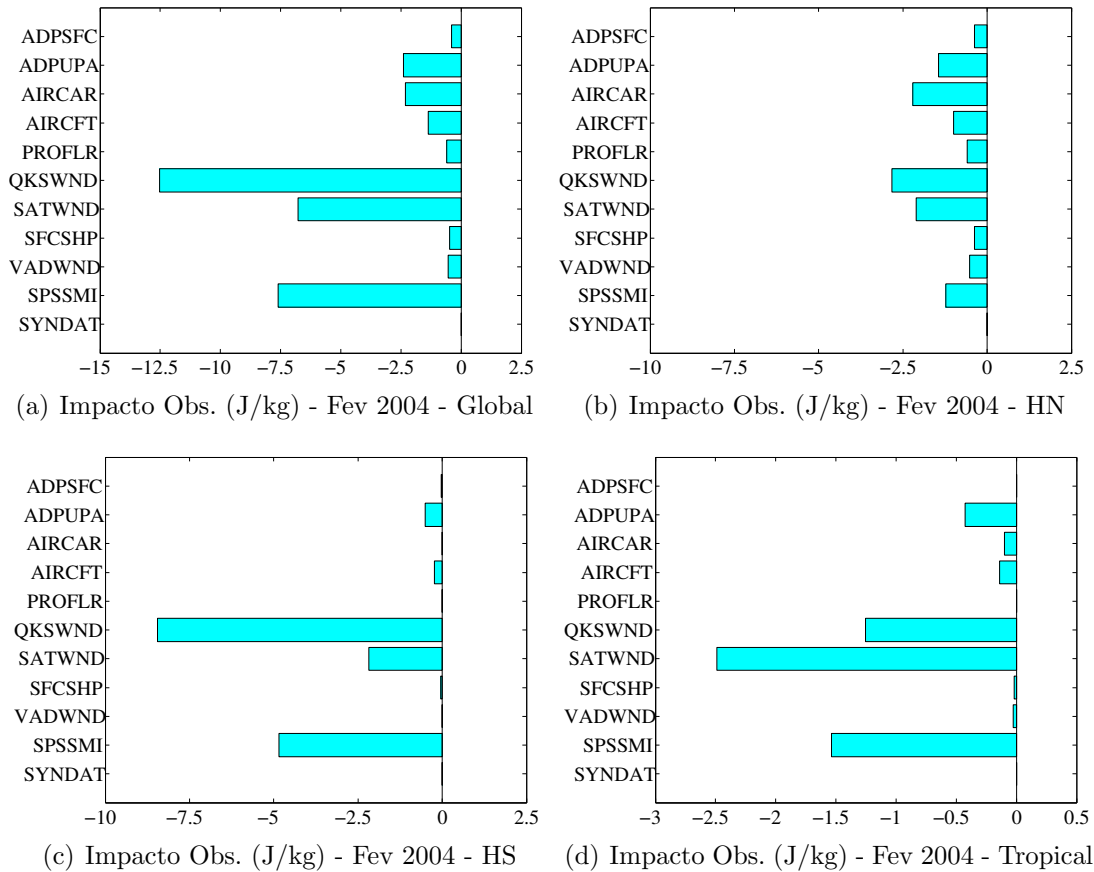 ADPSFC
ADPUPA
AIRCAR
AIRCFT
PROFLR
QKSWND
SATWND
SFCSHP
VADWND
SPSSMI
SYNDAT
−15 −12.5 −10 −7.5 −5 −2.5 0 2.5
(a) Impacto Obs. (J/kg) - Fev 2004 - Global
ADPSFC
ADPUPA
AIRCAR
AIRCFT
PROFLR
QKSWND
SATWND
SFCSHP
VADWND
SPSSMI
SYNDAT
−10 −7.5 −5 −2.5 0 2.5
(b) Impacto Obs. (J/kg) - Fev 2004 - HN
ADPSFC
ADPUPA
AIRCAR
AIRCFT
PROFLR
QKSWND
SATWND
SFCSHP
VADWND
SPSSMI
SYNDAT
−10 −7.5 −5 −2.5 0 2.5
(c) Impacto Obs. (J/kg) - Fev 2004 - HS
ADPSFC
ADPUPA
AIRCAR
AIRCFT
PROFLR
QKSWND
SATWND
SFCSHP
VADWND
SPSSMI
SYNDAT
−3 −2.5 −2 −1.5 −1 −0.5 0 0.5
(d) Impacto Obs. (J/kg) - Fev 2004 - Tropical